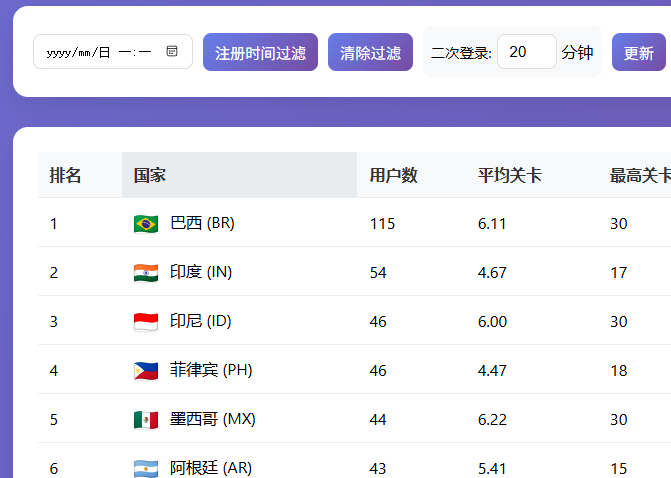 yyyy/mm/日 --:-- 注册时间过滤 清除过滤 二次登录: 20 分钟 更新
排名 国家 用户数 平均关卡 最高关卡
1 巴西 (BR) 115 6.11 30
2 印度 (IN) 54 4.67 17
3 印尼 (ID) 46 6.00 30
4 菲律宾 (PH) 46 4.47 18
5 墨西哥 (MX) 44 6.22 30
6 阿根廷 (AR) 43 5.41 15